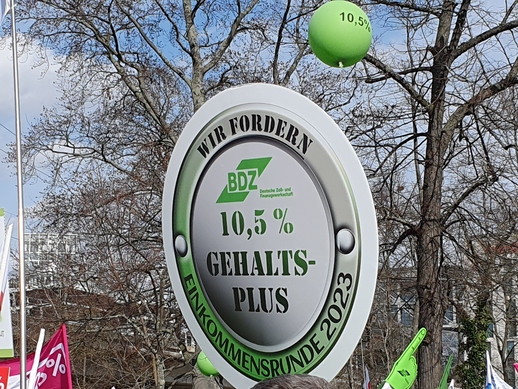 10,5%
WIR FORDERN
BDZ
Deutsche Zoll- und
Finanzgewerkschaft
10,5 %
GEHALTS-
PLUS
EINKOMMENSRUNDE 2023